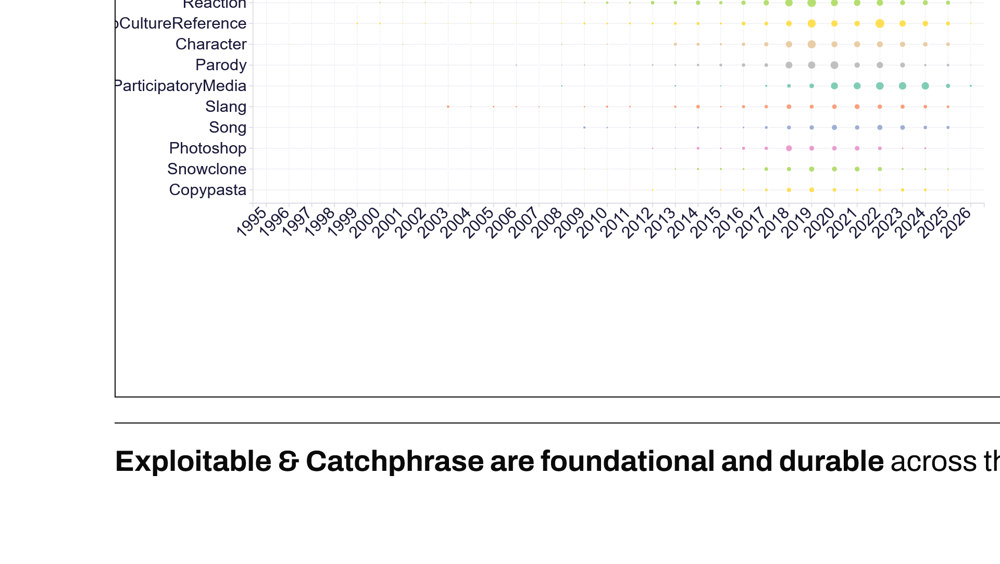 Reaction
CultureReference
Character
Parody
ParticipatoryMedia
Slang
Song
Photoshop
Snowclone
Copypasta
1995 1996 1997 1998 1999 2000 2001 2002 2003 2004 2005 2006 2007 2008 2009 2010 2011 2012 2013 2014 2015 2016 2017 2018 2019 2020 2021 2022 2023 2024 2025 2026
Exploitable & Catchphrase are foundational and durable across